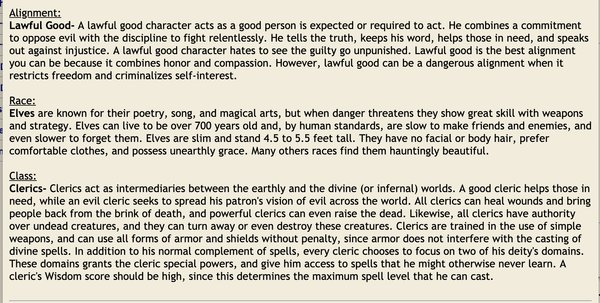 Alignment:
Lawful Good- A lawful good character acts as a good person is expected or required to act. He combines a commitment
to oppose evil with the discipline to fight relentlessly. He tells the truth, keeps his word, helps those in need, and speaks
out against injustice. A lawful good character hates to see the guilty go unpunished. Lawful good is the best alignment
you can be because it combines honor and compassion. However, lawful good can be a dangerous alignment when it
restricts freedom and criminalizes self-interest.
Race:
Elves are known for their poetry, song, and magical arts, but when danger threatens they show great skill with weapons
and strategy. Elves can live to be over 700 years old and, by human standards, are slow to make friends and enemies, and
even slower to forget them. Elves are slim and stand 4.5 to 5.5 feet tall. They have no facial or body hair, prefer
comfortable clothes, and possess unearthly grace. Many others races find them hauntingly beautiful.
Class:
Clerics- Clerics act as intermediaries between the earthly and the divine (or infernal) worlds. A good cleric helps those in
need, while an evil cleric seeks to spread his patron's vision of evil across the world. All clerics can heal wounds and bring
people back from the brink of death, and powerful clerics can even raise the dead. Likewise, all clerics have authority
over undead creatures, and they can turn away or even destroy these creatures. Clerics are trained in the use of simple
weapons, and can use all forms of armor and shields without penalty, since armor does not interfere with the casting of
divine spells. In addition to his normal complement of spells, every cleric chooses to focus on two of his deity's domains.
These domains grants the cleric special powers, and give him access to spells that he might otherwise never learn. A
cleric's Wisdom score should be high, since this determines the maximum spell level that he can cast.